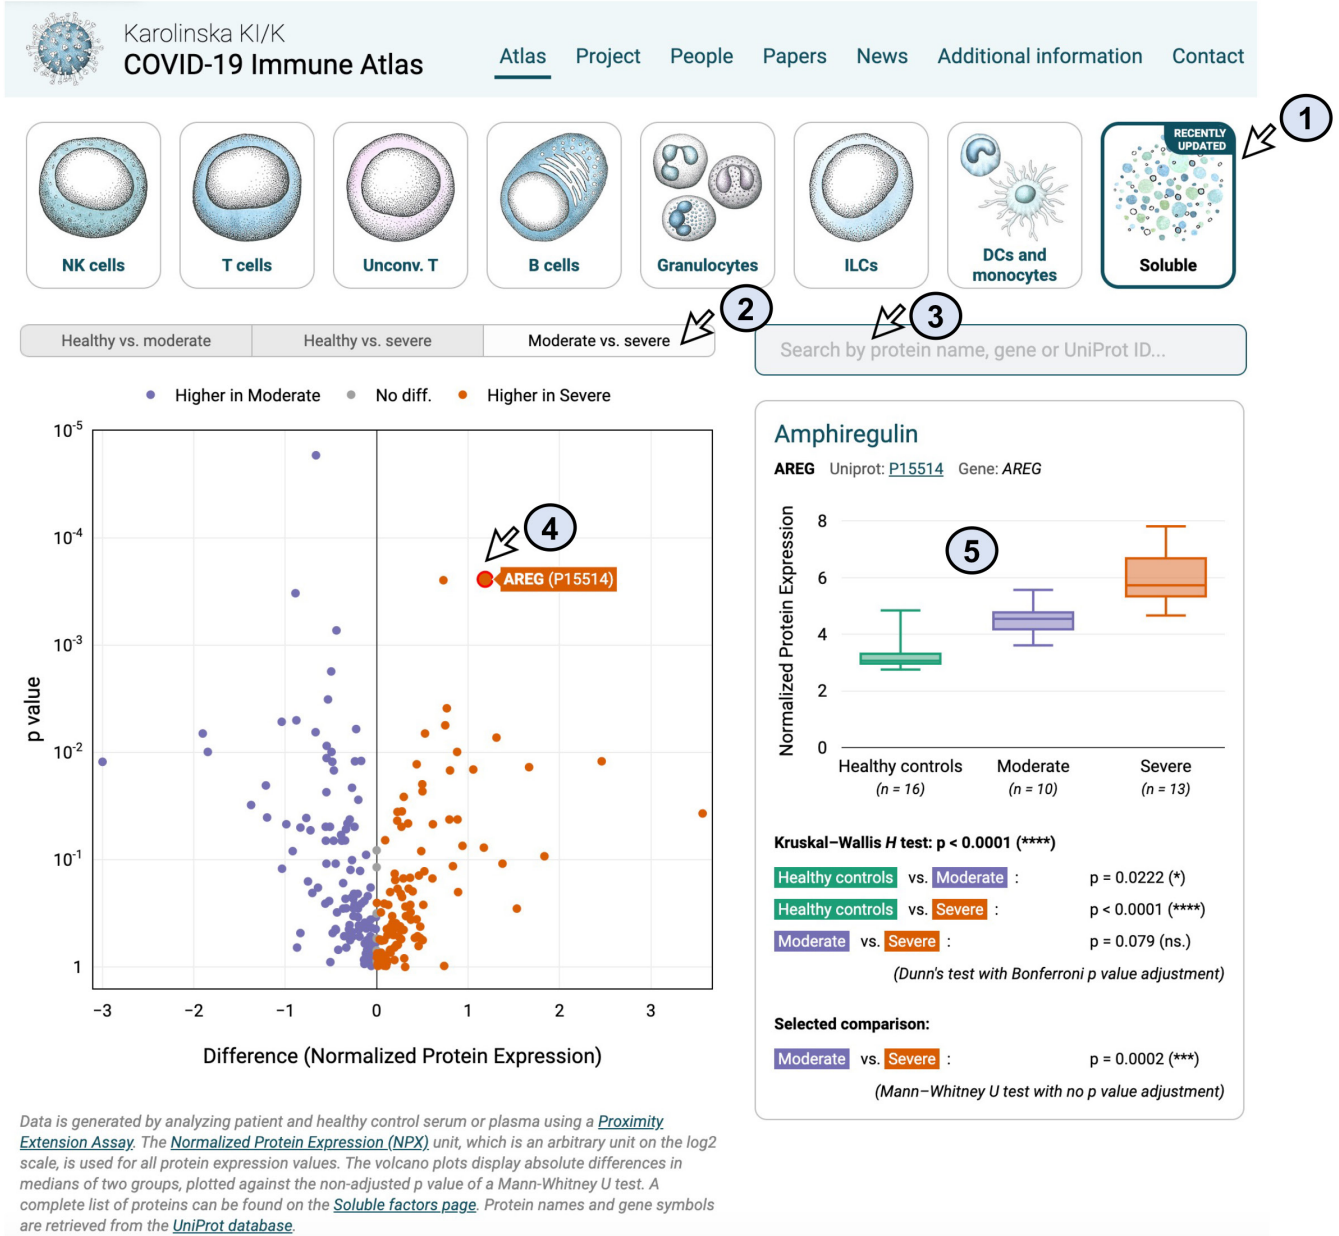 Karolinska KI/K
COVID-19 Immune Atlas
Atlas Project People Papers News Additional information Contact
1
RECENTLY
UPDATED
NK cells
T cells
Unconv. T
B cells
Granulocytes
ILCs
DCs and
monocytes
Soluble
2
3
Healthy vs. moderate
Healthy vs. severe
Moderate vs. severe
Search by protein name, gene or UniProt ID...
Higher in Moderate
No diff.
Higher in Severe
10-5
10-4
10-3
10-2
10-1
1
p value
4
AREG (P15514)
−3 −2 −1 0 1 2 3
Difference (Normalized Protein Expression)
Amphiregulin
AREG Uniprot: P15514 Gene: AREG
5
Normalized Protein Expression
8
6
4
2
0
Healthy controls Moderate Severe
(n = 16) (n = 10) (n = 13)
Kruskal–Wallis H test: p < 0.0001 (****)
Healthy controls vs. Moderate : p = 0.0222 (*)
Healthy controls vs. Severe : p < 0.0001 (****)
Moderate vs. Severe : p = 0.079 (ns.)
(Dunn's test with Bonferroni p value adjustment)
Selected comparison:
Moderate vs. Severe : p = 0.0002 (***)
(Mann–Whitney U test with no p value adjustment)
Data is generated by analyzing patient and healthy control serum or plasma using a Proximity
Extension Assay. The Normalized Protein Expression (NPX) unit, which is an arbitrary unit on the log2
scale, is used for all protein expression values. The volcano plots display absolute differences in
medians of two groups, plotted against the non-adjusted p value of a Mann-Whitney U test. A
complete list of proteins can be found on the Soluble factors page. Protein names and gene symbols
are retrieved from the UniProt database.